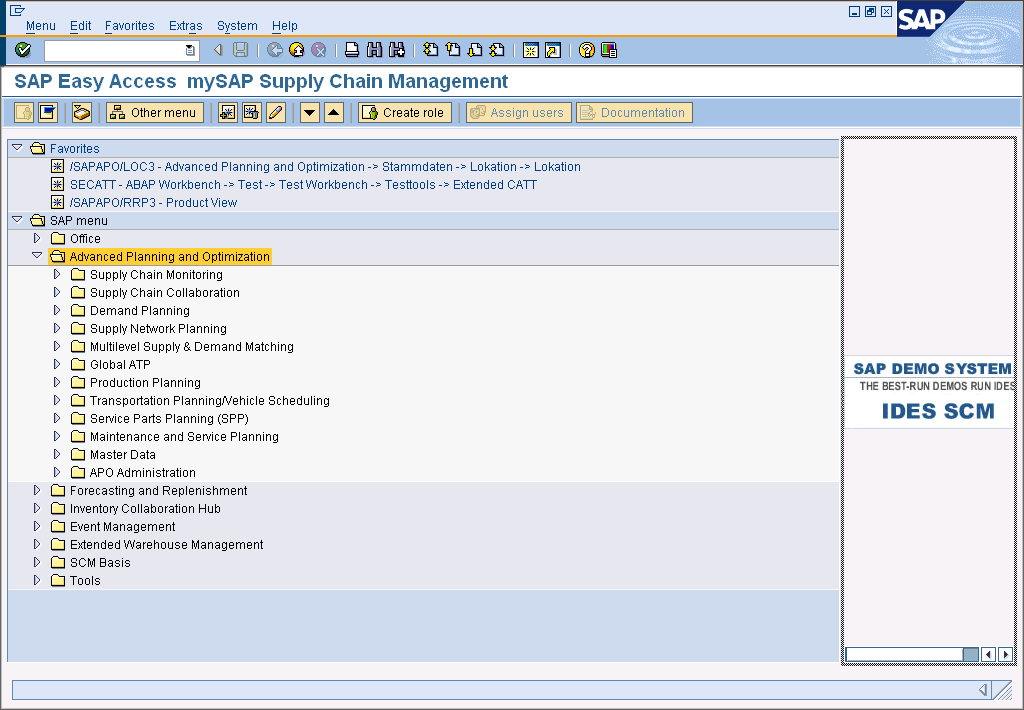 Menu Edit Favorites Extras System Help
SAP
SAP Easy Access mySAP Supply Chain Management
Other menu Create role Assign users Documentation
Favorites
/SAPAPO/LOC3 - Advanced Planning and Optimization -> Stammdaten -> Lokation -> Lokation
SECATT - ABAP Workbench -> Test -> Test Workbench -> Testtools -> Extended CATT
/SAPAPO/RRP3 - Product View
SAP menu
Office
Advanced Planning and Optimization
Supply Chain Monitoring
Supply Chain Collaboration
Demand Planning
Supply Network Planning
Multilevel Supply & Demand Matching
Global ATP
Production Planning
Transportation Planning/Vehicle Scheduling
Service Parts Planning (SPP)
Maintenance and Service Planning
Master Data
APO Administration
Forecasting and Replenishment
Inventory Collaboration Hub
Event Management
Extended Warehouse Management
SCM Basis
Tools
SAP DEMO SYSTEM
THE BEST-RUN DEMOS RUN IDES
IDES SCM